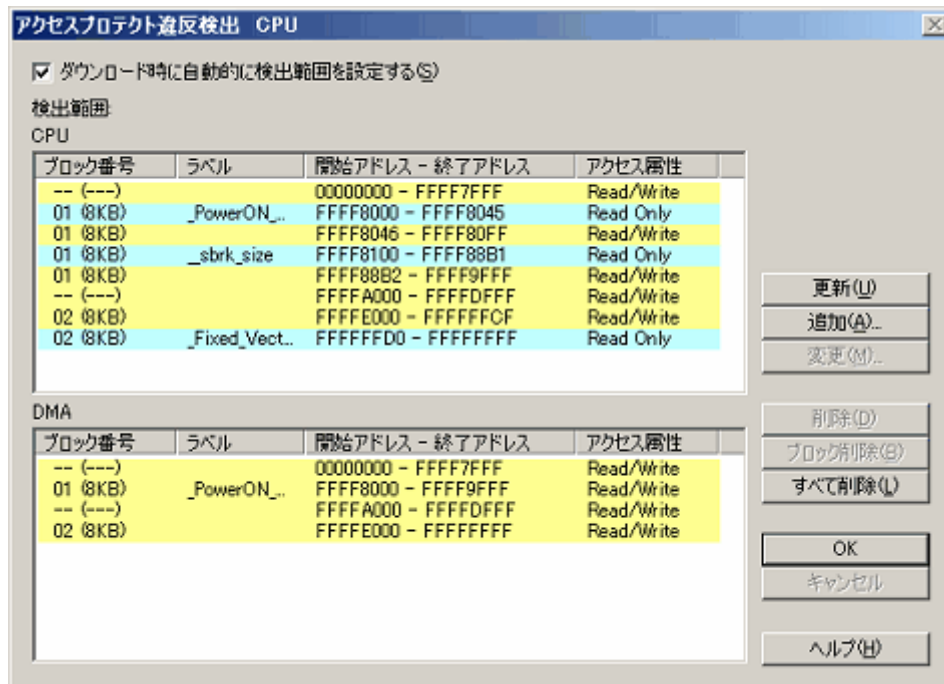 アクセスプロテクト違反検出 CPU
ダウンロード時に自動的に検出範囲を設定する(S)
検出範囲:
CPU
ブロック番号 ラベル 開始アドレス - 終了アドレス アクセス属性
-- (---) 00000000 - FFFF7FFF Read/Write
01 (8KB) _PowerON_... FFFF8000 - FFFF8045 Read Only
01 (8KB) FFFF8046 - FFFF80FF Read/Write
01 (8KB) __sbrk_size FFFF8100 - FFFF88B1 Read Only
01 (8KB) FFFF88B2 - FFFF9FFF Read/Write
-- (---) FFFFA000 - FFFFDFFF Read/Write
02 (8KB) FFFFE000 - FFFFFFCF Read/Write
02 (8KB) _Fixed_Vect... FFFFFFD0 - FFFFFFFF Read Only
DMA
ブロック番号 ラベル 開始アドレス - 終了アドレス アクセス属性
-- (---) 00000000 - FFFF7FFF Read/Write
01 (8KB) _PowerON_... FFFF8000 - FFFF9FFF Read/Write
-- (---) FFFFA000 - FFFFDFFF Read/Write
02 (8KB) FFFFE000 - FFFFFFFF Read/Write
更新(U)
追加(A)...
変更(M)...
削除(D)
ブロック削除(B)
すべて削除(L)
OK
キャンセル
ヘルプ(H)